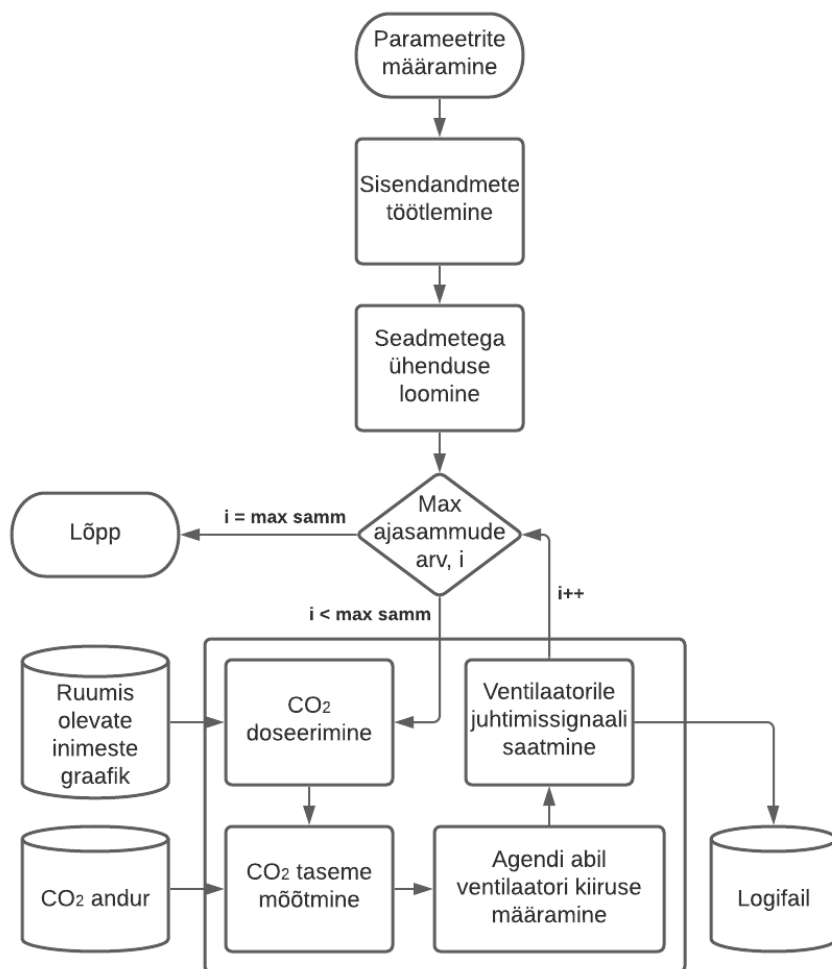 Parameetrite
määramine
Sisendandmete
töötlemine
Seadmetega
ühenduse
loomine
Max
ajasammude
arv, i
i = max samm
Lõpp
i < max samm
i++
Ruumis
olevate
inimeste
graafik
CO₂
doseerimine
Ventilaatorile
juhtimissignaali
saatmine
CO₂ andur
CO₂ taseme
mõõtmine
Agendi abil
ventilaatori kiiruse
määramine
Logifail